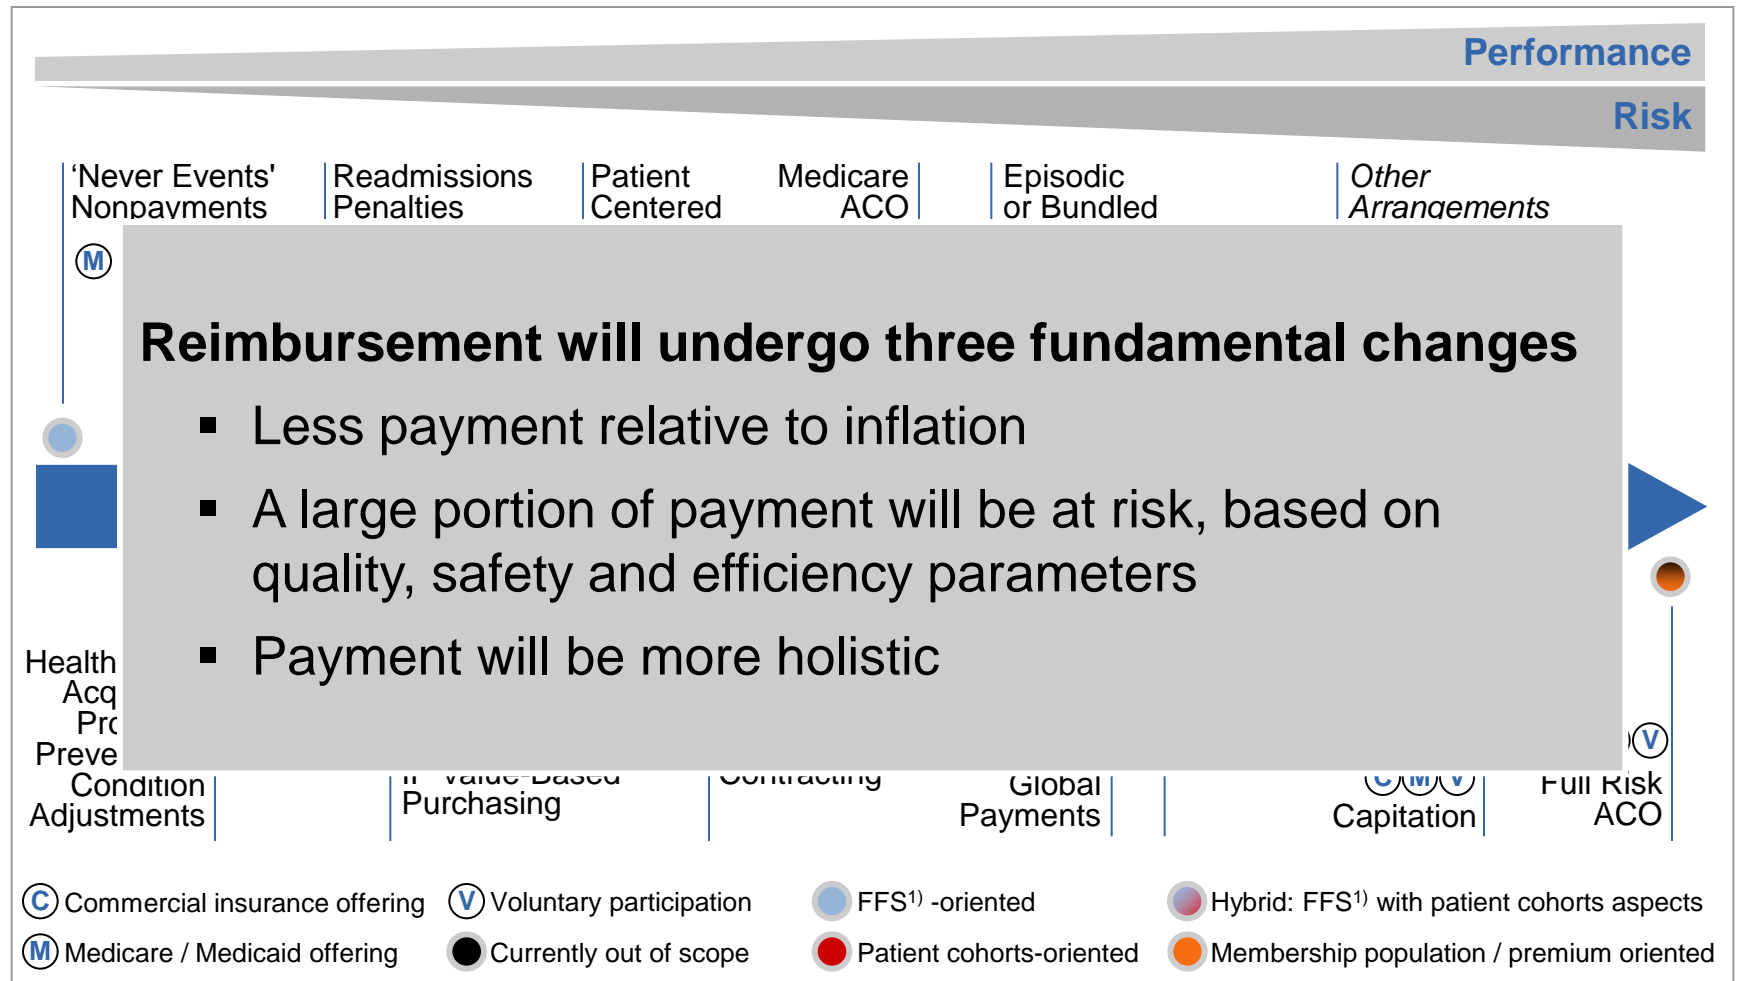 Performance
Risk
‘Never Events'
Nonpayments
Readmissions
Penalties
Patient
Centered
Medicare
ACO
Episodic
or Bundled
Other
Arrangements
M
Reimbursement will undergo three fundamental changes
▪ Less payment relative to inflation
▪ A large portion of payment will be at risk, based on
quality, safety and efficiency parameters
▪ Payment will be more holistic
Health
Condition
Adjustments
Purchasing
Contracting
Global
Payments
C M V
Capitation
V
Full Risk
ACO
C Commercial insurance offering
V Voluntary participation
FFS1) -oriented
Hybrid: FFS1) with patient cohorts aspects
M Medicare / Medicaid offering
Currently out of scope
Patient cohorts-oriented
Membership population / premium oriented